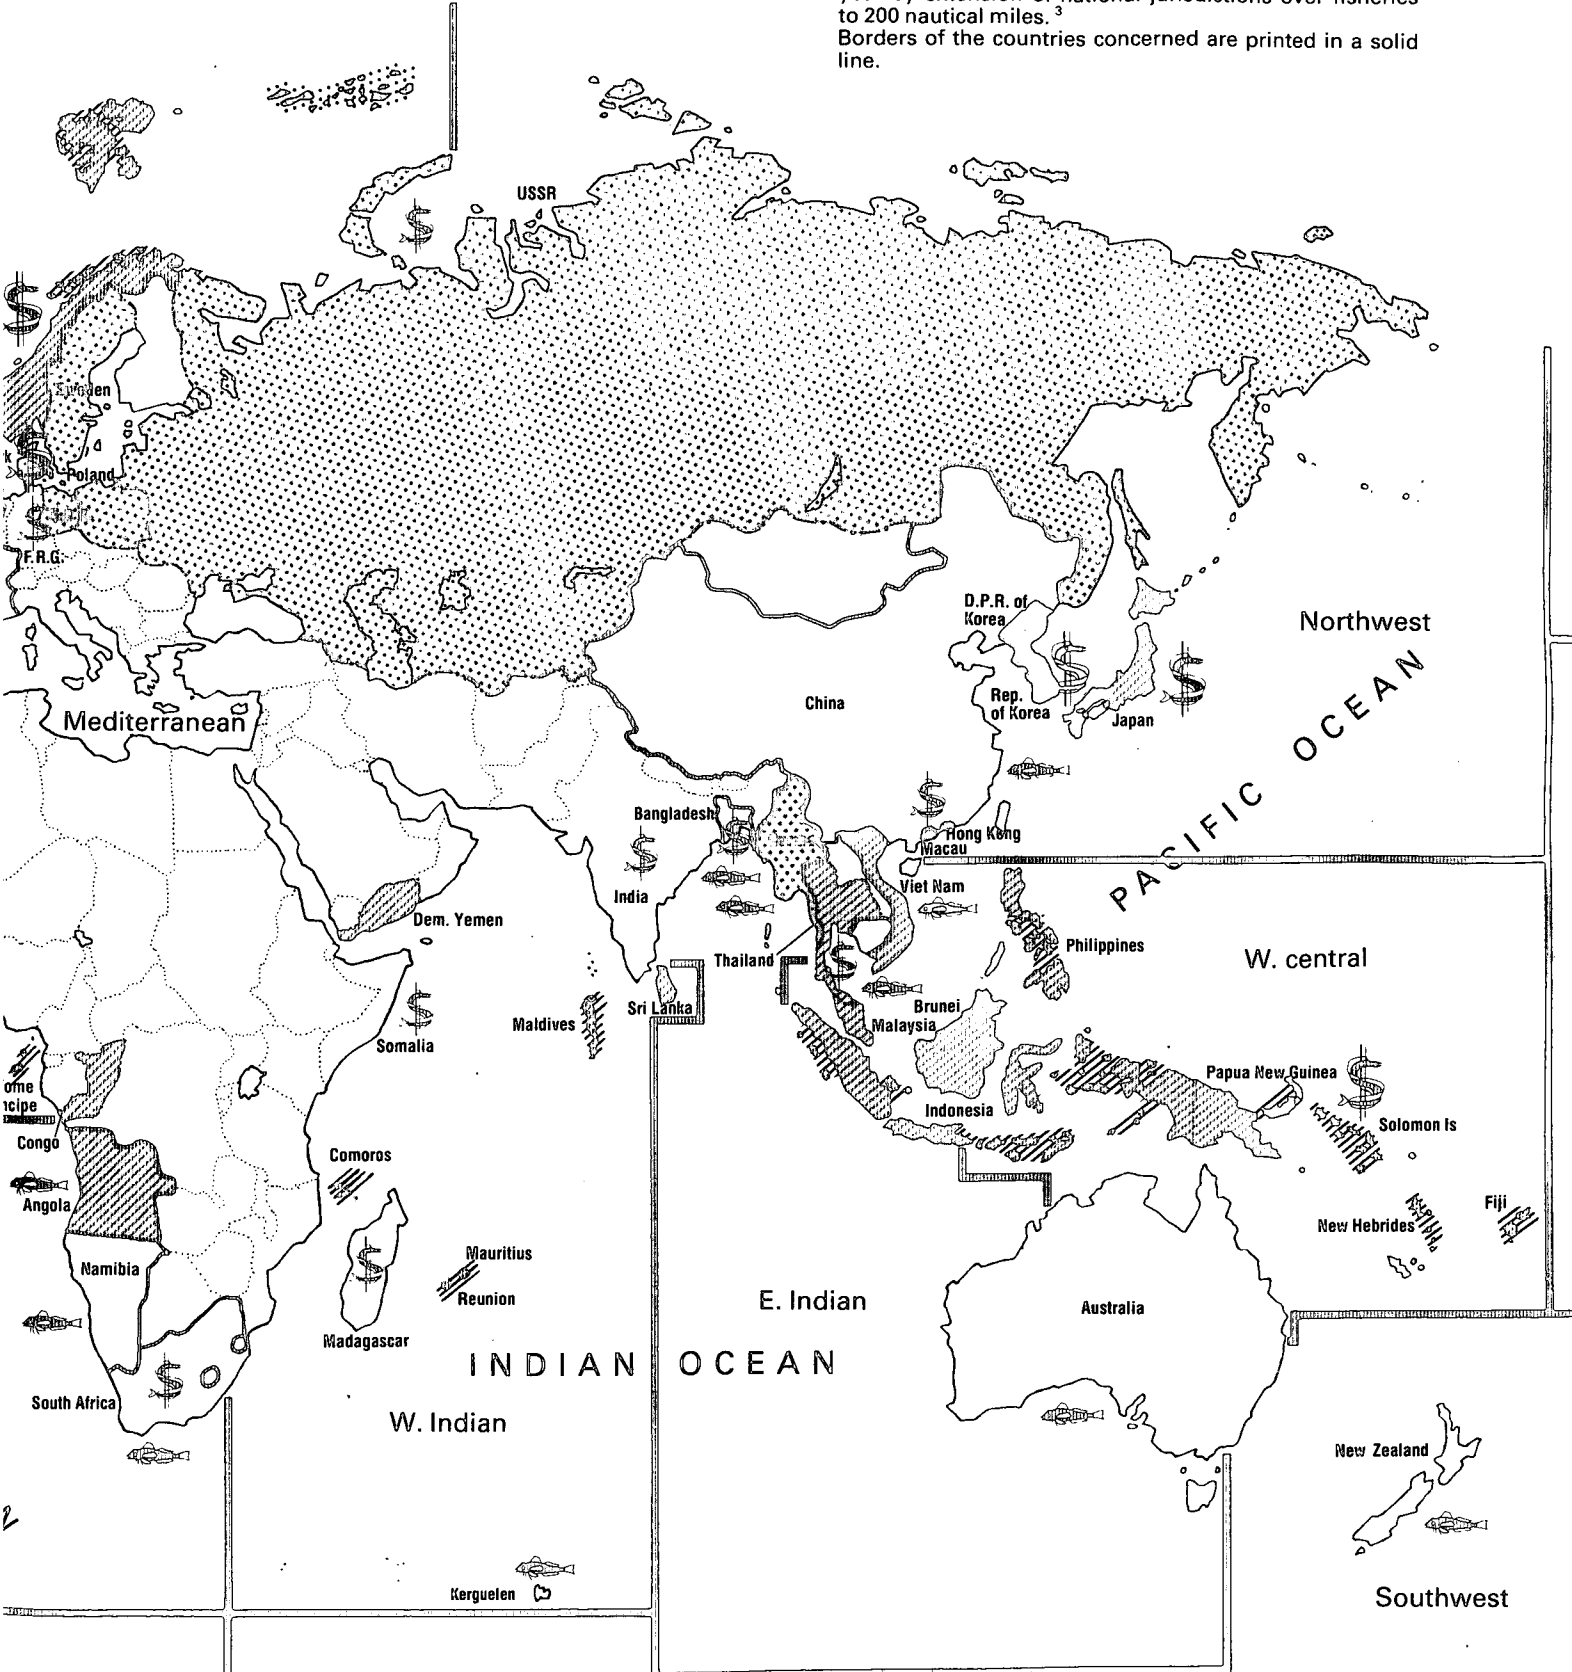 to 200 nautical miles. 3
Borders of the countries concerned are printed in a solid
line.
USSR
Poland
F.R.G.
D.P.R. of
Korea
Northwest
China
Rep.
of Korea
Japan
Mediterranean
PACIFIC OCEAN
Bangladesh
Hong Kong
Macau
India
Viet Nam
Dem. Yemen
Philippines
Thailand
W. central
Sri Lanka
Brunei
Maldives
Malaysia
Somalia
Papua New Guinea
Indonesia
Solomon Is
Congo
Comoros
Angola
Fiji
New Hebrides
Mauritius
Namibia
Reunion
E. Indian
Australia
Madagascar
INDIAN OCEAN
South Africa
W. Indian
New Zealand
Kerguelen
Southwest